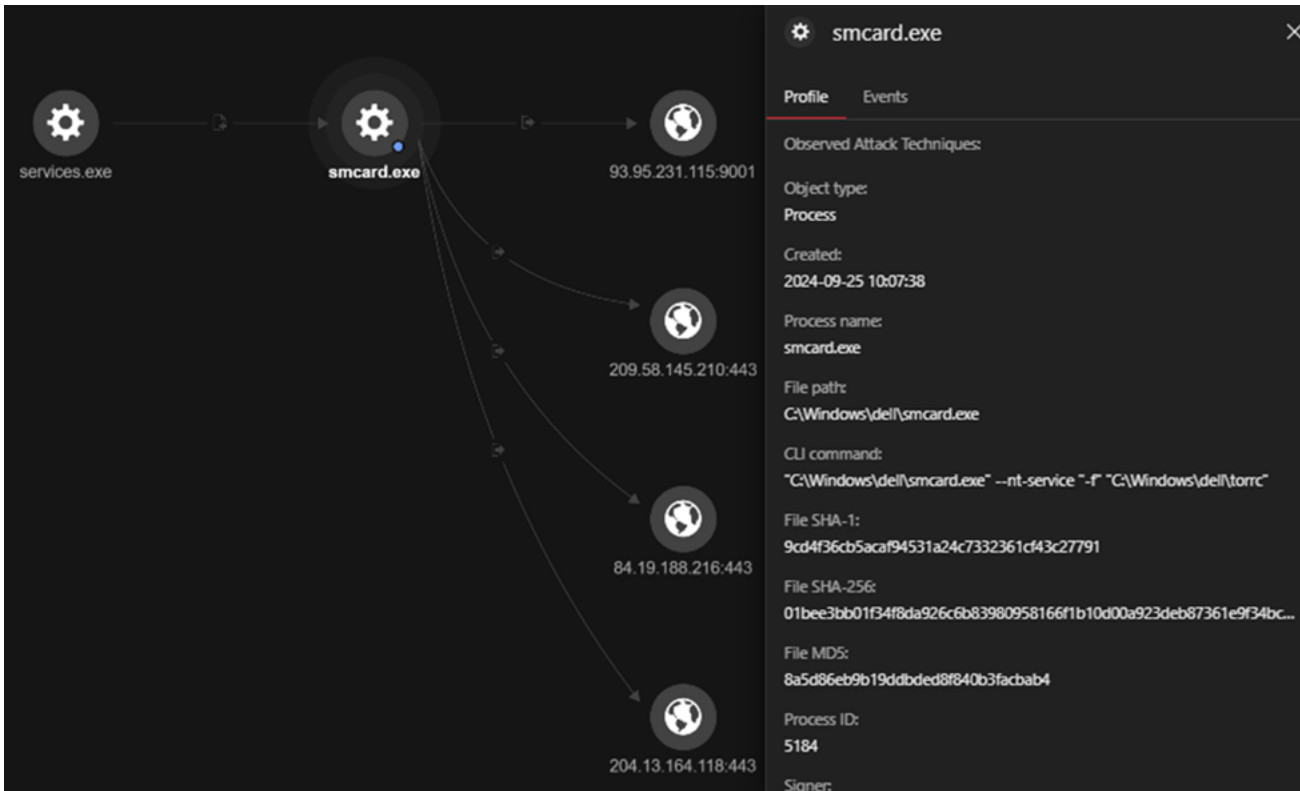 services.exe
smcard.exe
93.95.231.115:9001
209.58.145.210:443
84.19.188.216:443
204.13.164.118:443
smcard.exe
Profile Events
Observed Attack Techniques:
Object type:
Process
Created:
2024-09-25 10:07:38
Process name:
smcard.exe
File path:
C:\Windows\dell\smcard.exe
CLI command:
"C:\Windows\dell\smcard.exe" --nt-service "-f" "C:\Windows\dell\torrc"
File SHA-1:
9cd4f36cb5acaf94531a24c7332361cf43c27791
File SHA-256:
01bee3bb01f34f8da926c6b83980958166f1b10d00a923deb87361e9f34bc...
File MD5:
8a5d86eb9b19ddbded8f840b3facbab4
Process ID:
5184
Signer: